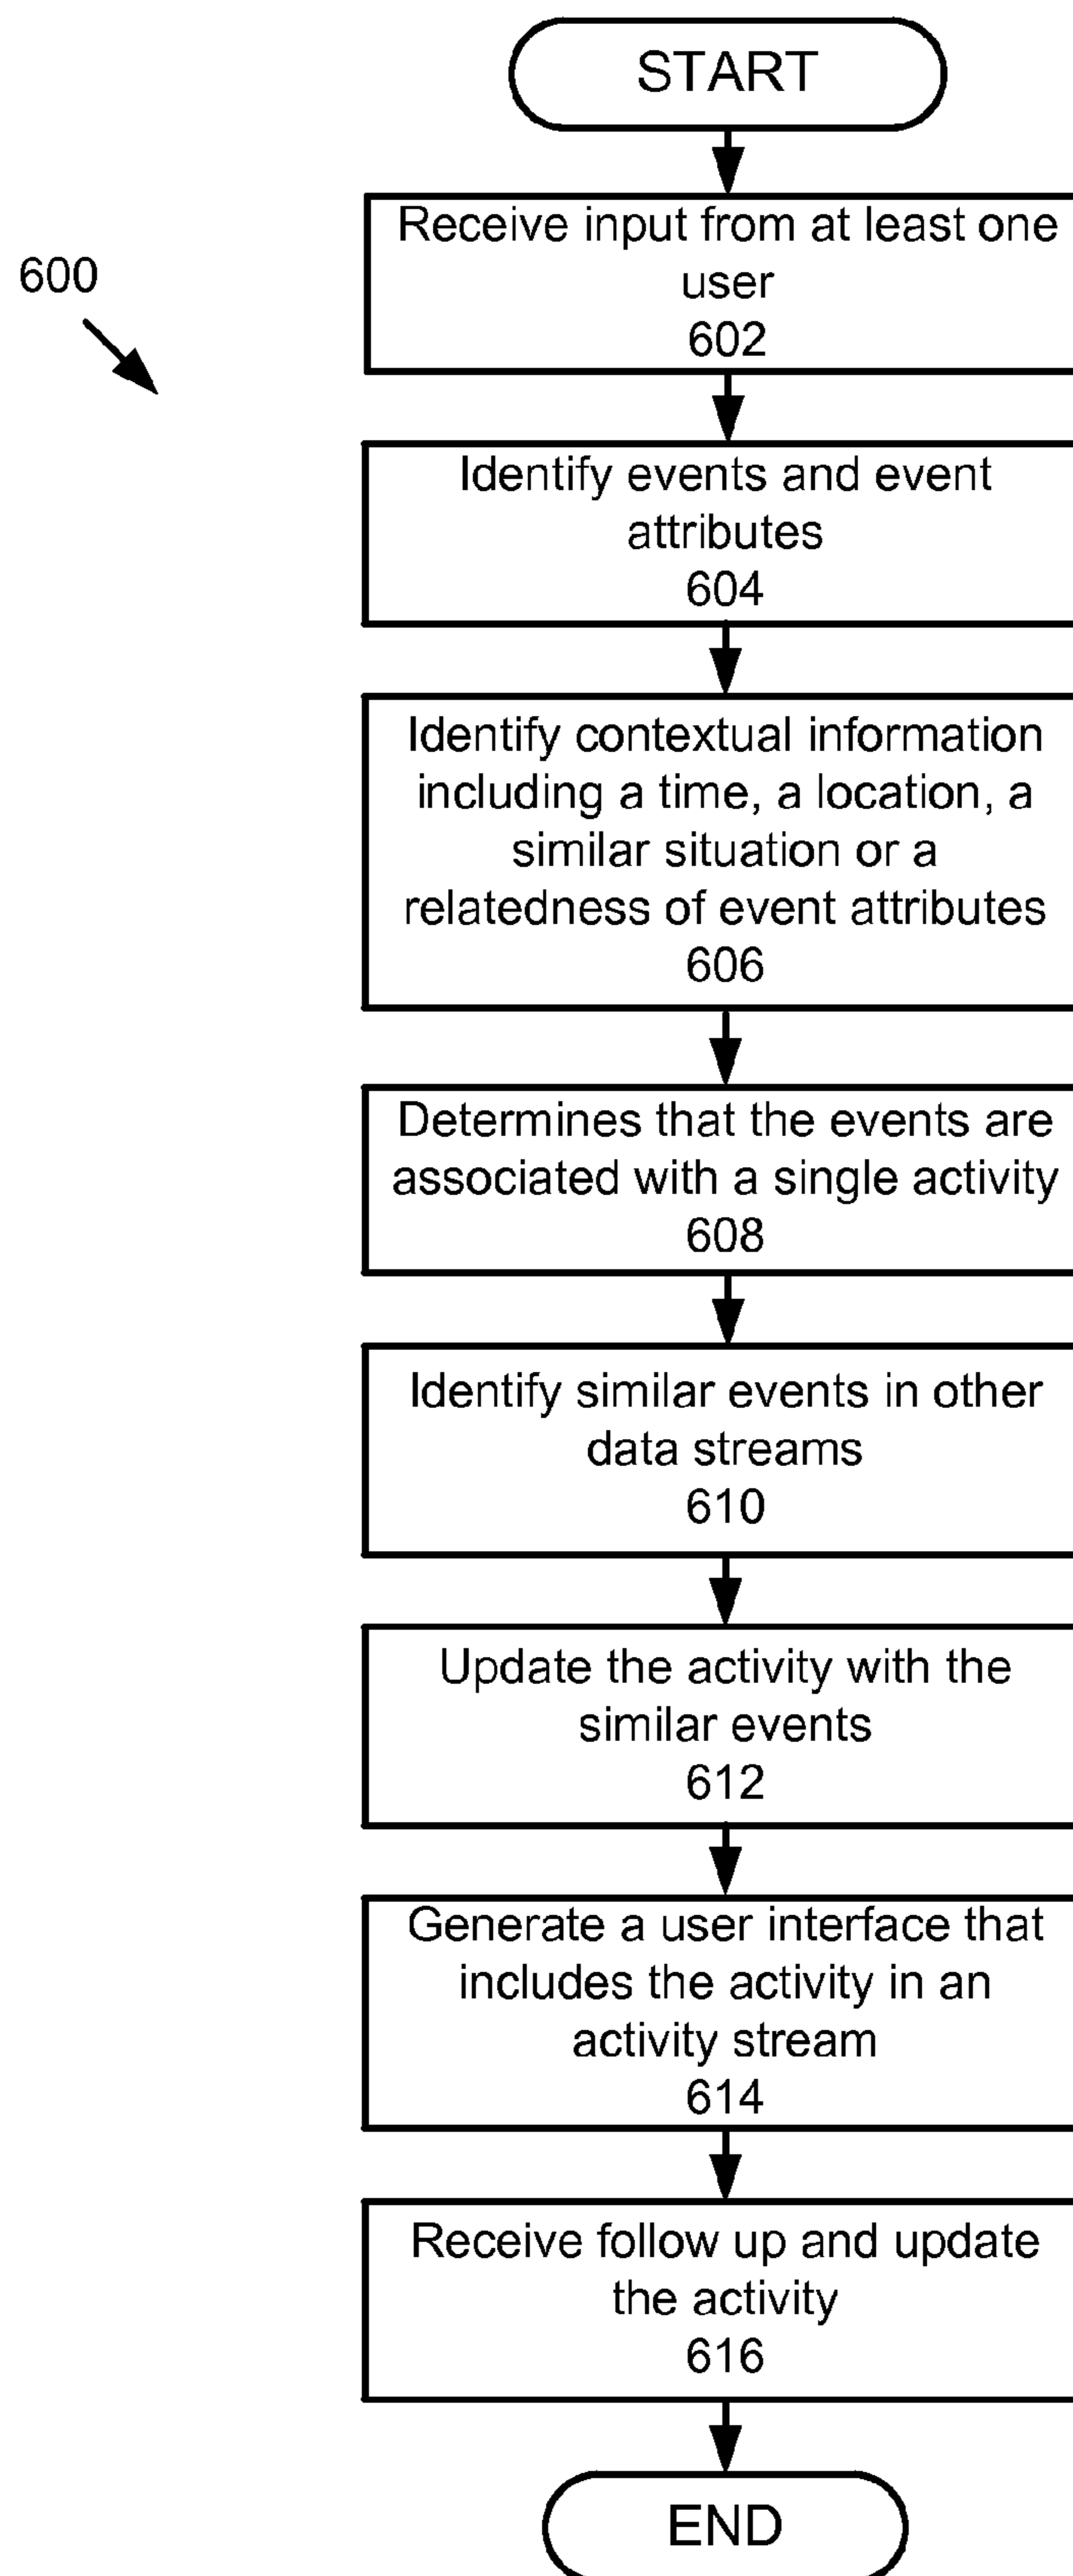 START
600
Receive input from at least one
user
602
Identify events and event
attributes
604
Identify contextual information
including a time, a location, a
similar situation or a
relatedness of event attributes
606
Determines that the events are
associated with a single activity
608
Identify similar events in other
data streams
610
Update the activity with the
similar events
612
Generate a user interface that
includes the activity in an
activity stream
614
Receive follow up and update
the activity
616
END